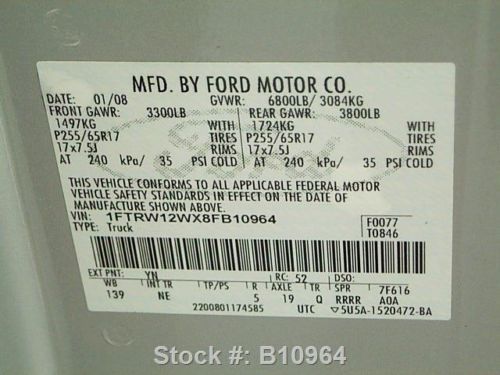 MFD. BY FORD MOTOR CO.
DATE: 01/08 GVWR: 6800LB/ 3084KG
FRONT GAWR: 3300LB REAR GAWR: 3800LB
1497KG WITH 1724KG WITH
P255/65R17 TIRES P255/65R17 TIRES
17x7.5J RIMS 17x7.5J RIMS
AT 240 kPa/ 35 PSI COLD AT 240 kPa/ 35 PSI COLD
THIS VEHICLE CONFORMS TO ALL APPLICABLE FEDERAL MOTOR
VEHICLE SAFETY STANDARDS IN EFFECT ON THE DATE OF
MANUFACTURE SHOWN ABOVE.
VIN: 1FTRW12WX8FB10964 F0077
TYPE: Truck T0846
EXT PNT: YN RC: 52 DSO:
WB INT TR TP/PS R AXLE TR SPR 7F616
139 NE 5 19 Q RRRR A0A
2200801174585 UTC ▽5U5A-1520472-BA
Ford
Stock #: B10964